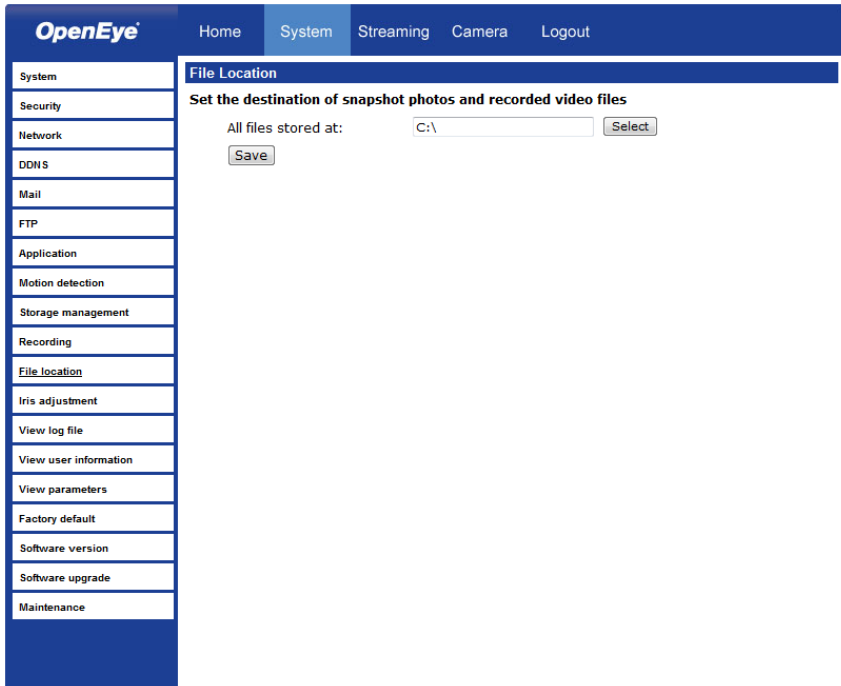 OpenEye
Home System Streaming Camera Logout
System
Security
Network
DDNS
Mail
FTP
Application
Motion detection
Storage management
Recording
File location
Iris adjustment
View log file
View user information
View parameters
Factory default
Software version
Software upgrade
Maintenance
File Location
Set the destination of snapshot photos and recorded video files
All files stored at: C:\ Select
Save